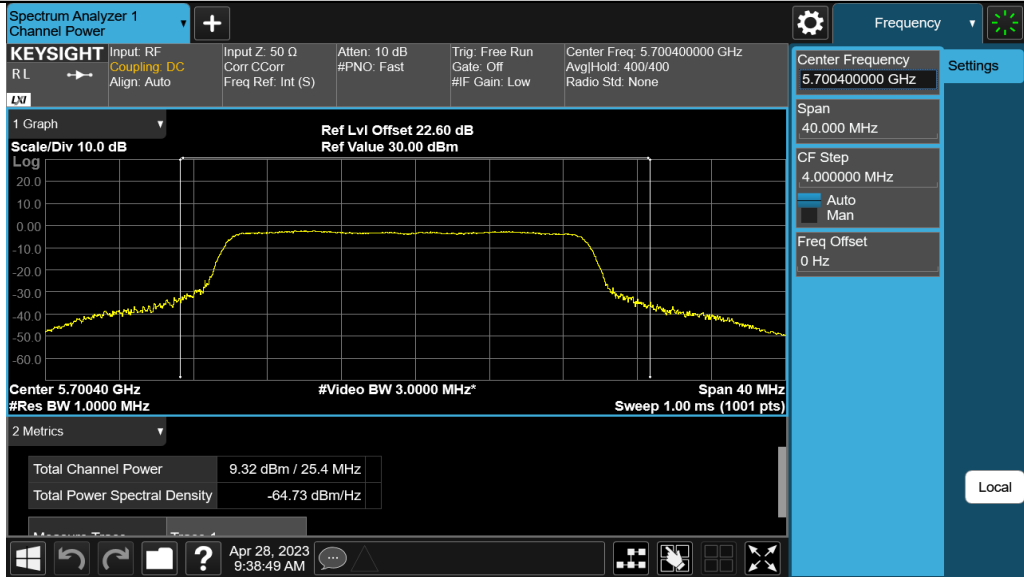 Spectrum Analyzer 1
Channel Power
+
Frequency
KEYSIGHT
R L
LXI
Input: RF
Coupling: DC
Align: Auto
Input Z: 50 Ω
Corr CCorr
Freq Ref: Int (S)
Atten: 10 dB
#PNO: Fast
Trig: Free Run
Gate: Off
#IF Gain: Low
Center Freq: 5.700400000 GHz
Avg|Hold: 400/400
Radio Std: None
Center Frequency
5.700400000 GHz
Settings
Span
40.000 MHz
CF Step
4.000000 MHz
Auto
Man
Freq Offset
0 Hz
Local
1 Graph
Scale/Div 10.0 dB
Ref Lvl Offset 22.60 dB
Ref Value 30.00 dBm
Log
20.0
10.0
0.00
-10.0
-20.0
-30.0
-40.0
-50.0
-60.0
Center 5.70040 GHz
#Video BW 3.0000 MHz*
Span 40 MHz
#Res BW 1.0000 MHz
Sweep 1.00 ms (1001 pts)
2 Metrics
Total Channel Power 9.32 dBm / 25.4 MHz
Total Power Spectral Density -64.73 dBm/Hz
Measure Trace Trace 1
?
Apr 28, 2023
9:38:49 AM